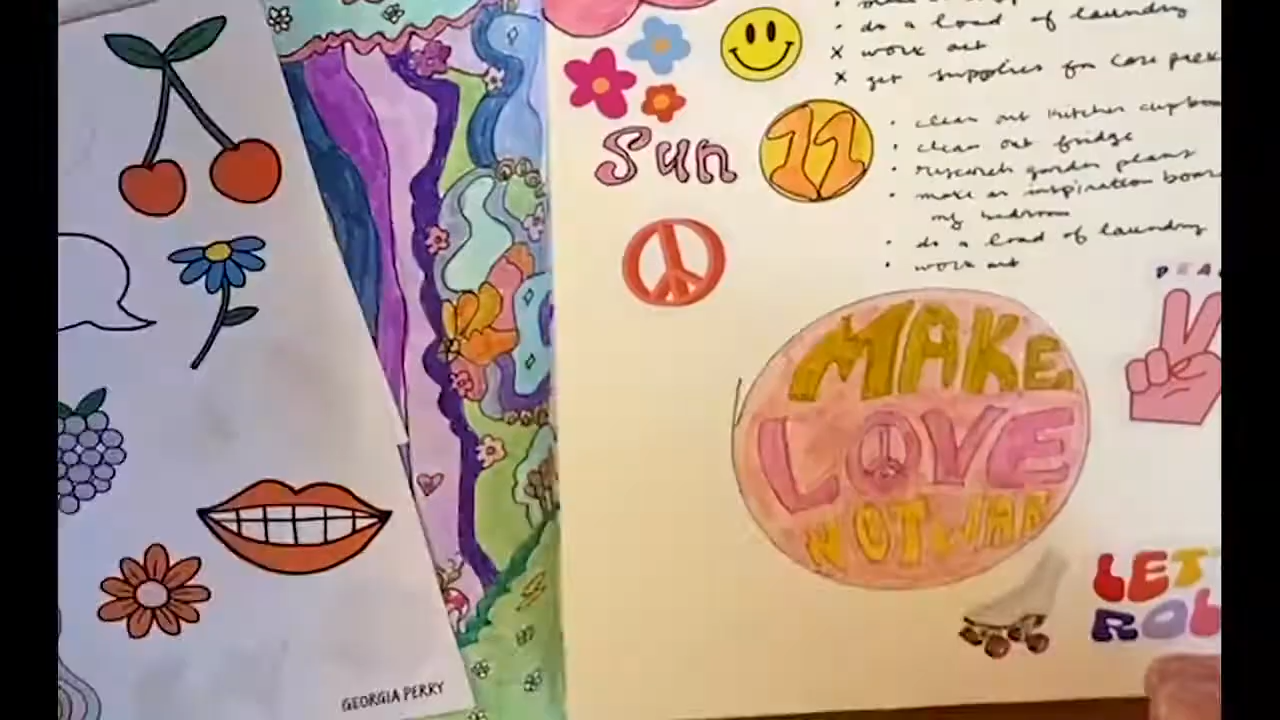 • do a load of laundry
x work out
x get supplies for
Sun 11
• clean out kitchen
• clean out fridge
• research garden plans
• make an inspiration board
my bedroom
• do a load of laundry
• work out
PEA
MAKE
LOVE
NOT WAR
LET
ROL
GEORGIA PERRY